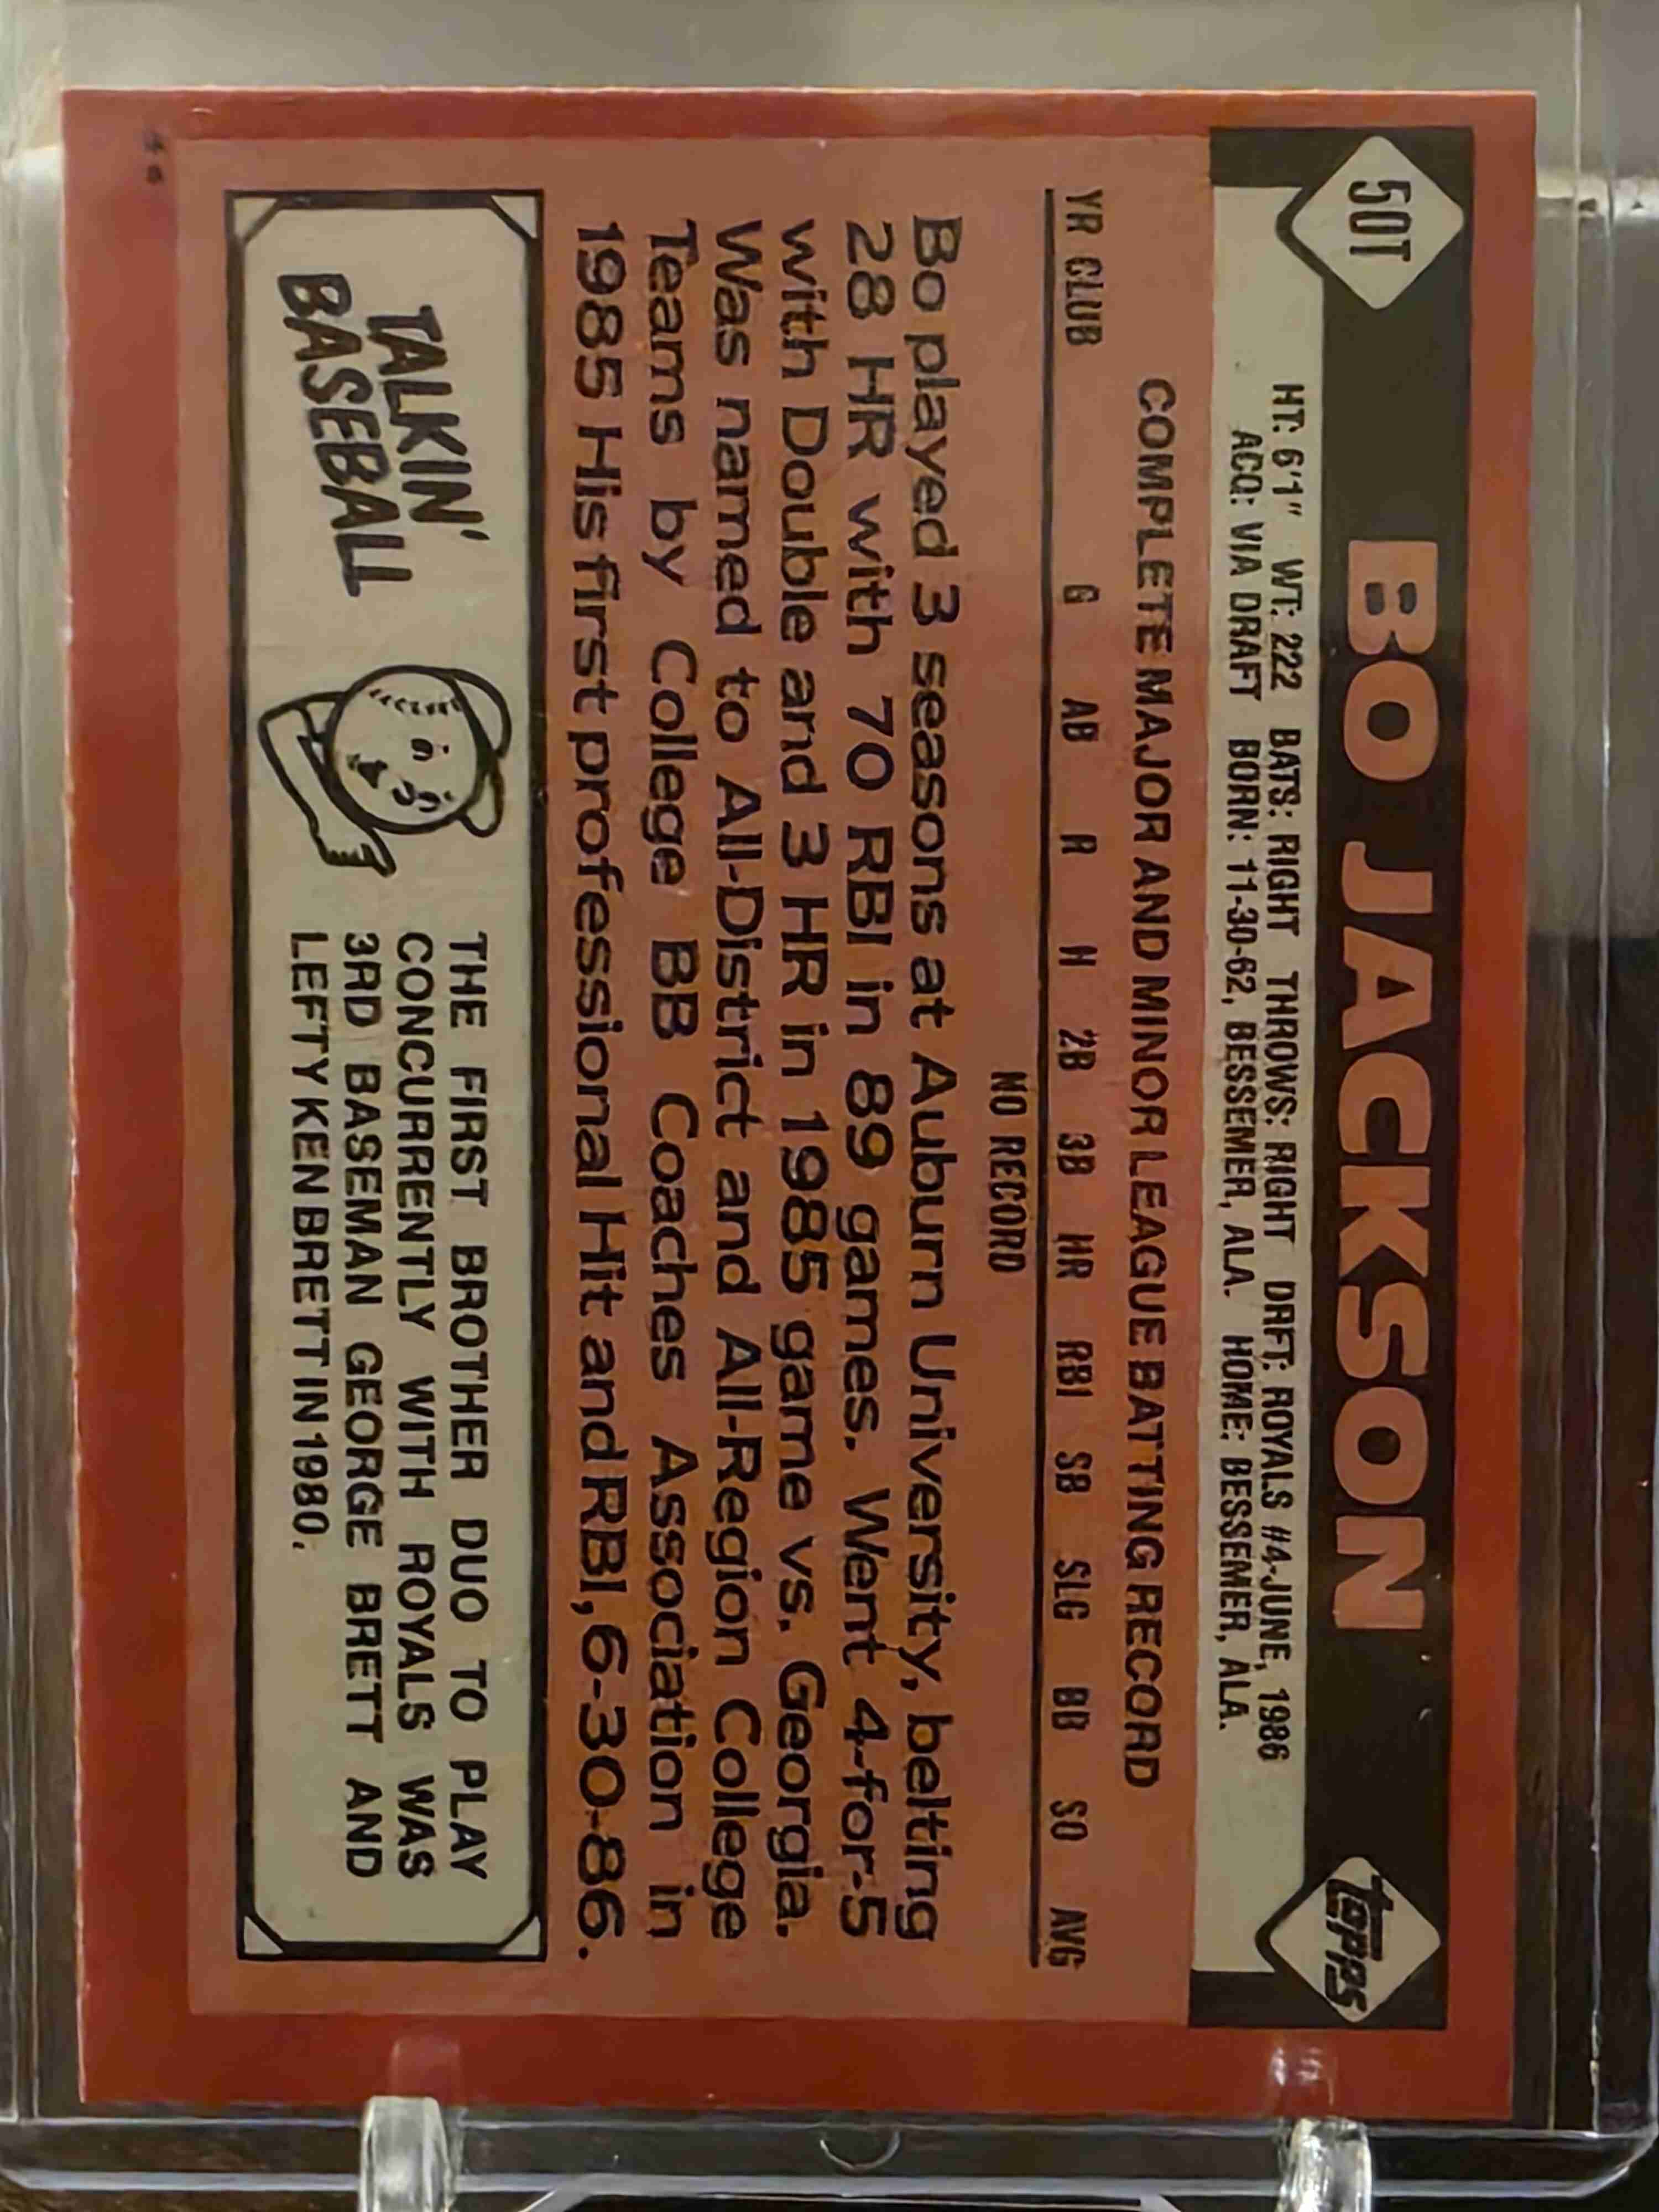 50T
BO JACKSON
topps
HT: 6'1" WT: 222 BATS: RIGHT THROWS: RIGHT DRFT: ROYALS #4-JUNE, 1986
ACQ: VIA DRAFT BORN: 11-30-62, BESSEMER, ALA. HOME: BESSEMER, ALA.
COMPLETE MAJOR AND MINOR LEAGUE BATTING RECORD
YR CLUB G AB R H 2B 3B HR RBI SB SLG BB SO AVG
NO RECORD
Bo played 3 seasons at Auburn University, belting
28 HR with 70 RBI in 89 games. Went 4-for-5
with Double and 3 HR in 1985 game vs. Georgia.
Was named to All-District and All-Region College
Teams by College BB Coaches Association in
1985 His first professional Hit and RBI, 6-30-86.
TALKIN'
BASEBALL
THE FIRST BROTHER DUO TO PLAY
CONCURRENTLY WITH ROYALS WAS
3RD BASEMAN GEORGE BRETT AND
LEFTY KEN BRETT IN 1980.